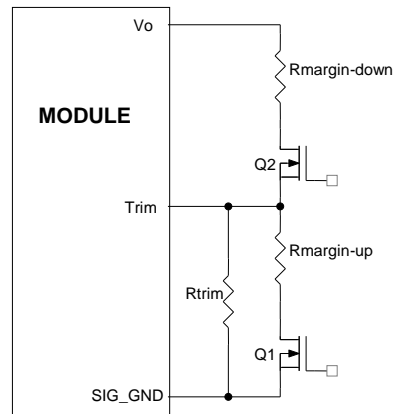 Vo
Rmargin-down
MODULE
Q2
Trim
Rmargin-up
Rtrim
Q1
SIG_GND